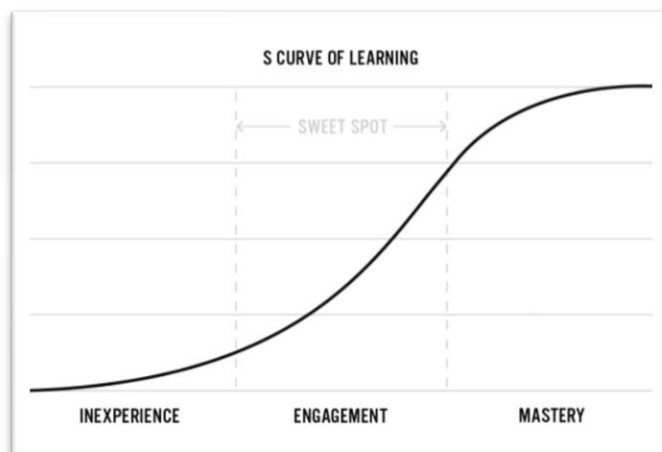 S CURVE OF LEARNING
SWEET SPOT
INEXPERIENCE ENGAGEMENT MASTERY